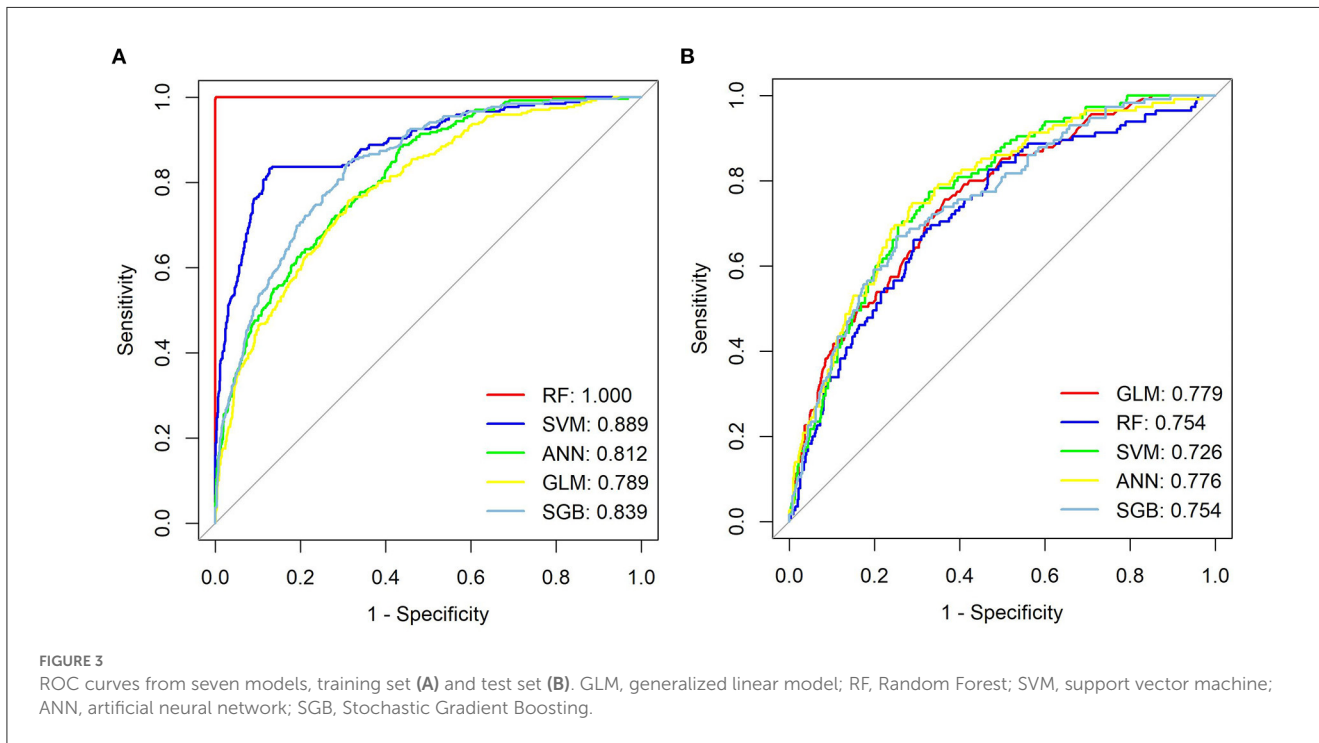 A
Sensitivity
0.0 0.2 0.4 0.6 0.8 1.0
RF: 1.000
SVM: 0.889
ANN: 0.812
GLM: 0.789
SGB: 0.839
0.0 0.2 0.4 0.6 0.8 1.0
1 - Specificity
B
Sensitivity
0.0 0.2 0.4 0.6 0.8 1.0
GLM: 0.779
RF: 0.754
SVM: 0.726
ANN: 0.776
SGB: 0.754
0.0 0.2 0.4 0.6 0.8 1.0
1 - Specificity
FIGURE 3
ROC curves from seven models, training set (A) and test set (B). GLM, generalized linear model; RF, Random Forest; SVM, support vector machine;
ANN, artificial neural network; SGB, Stochastic Gradient Boosting.